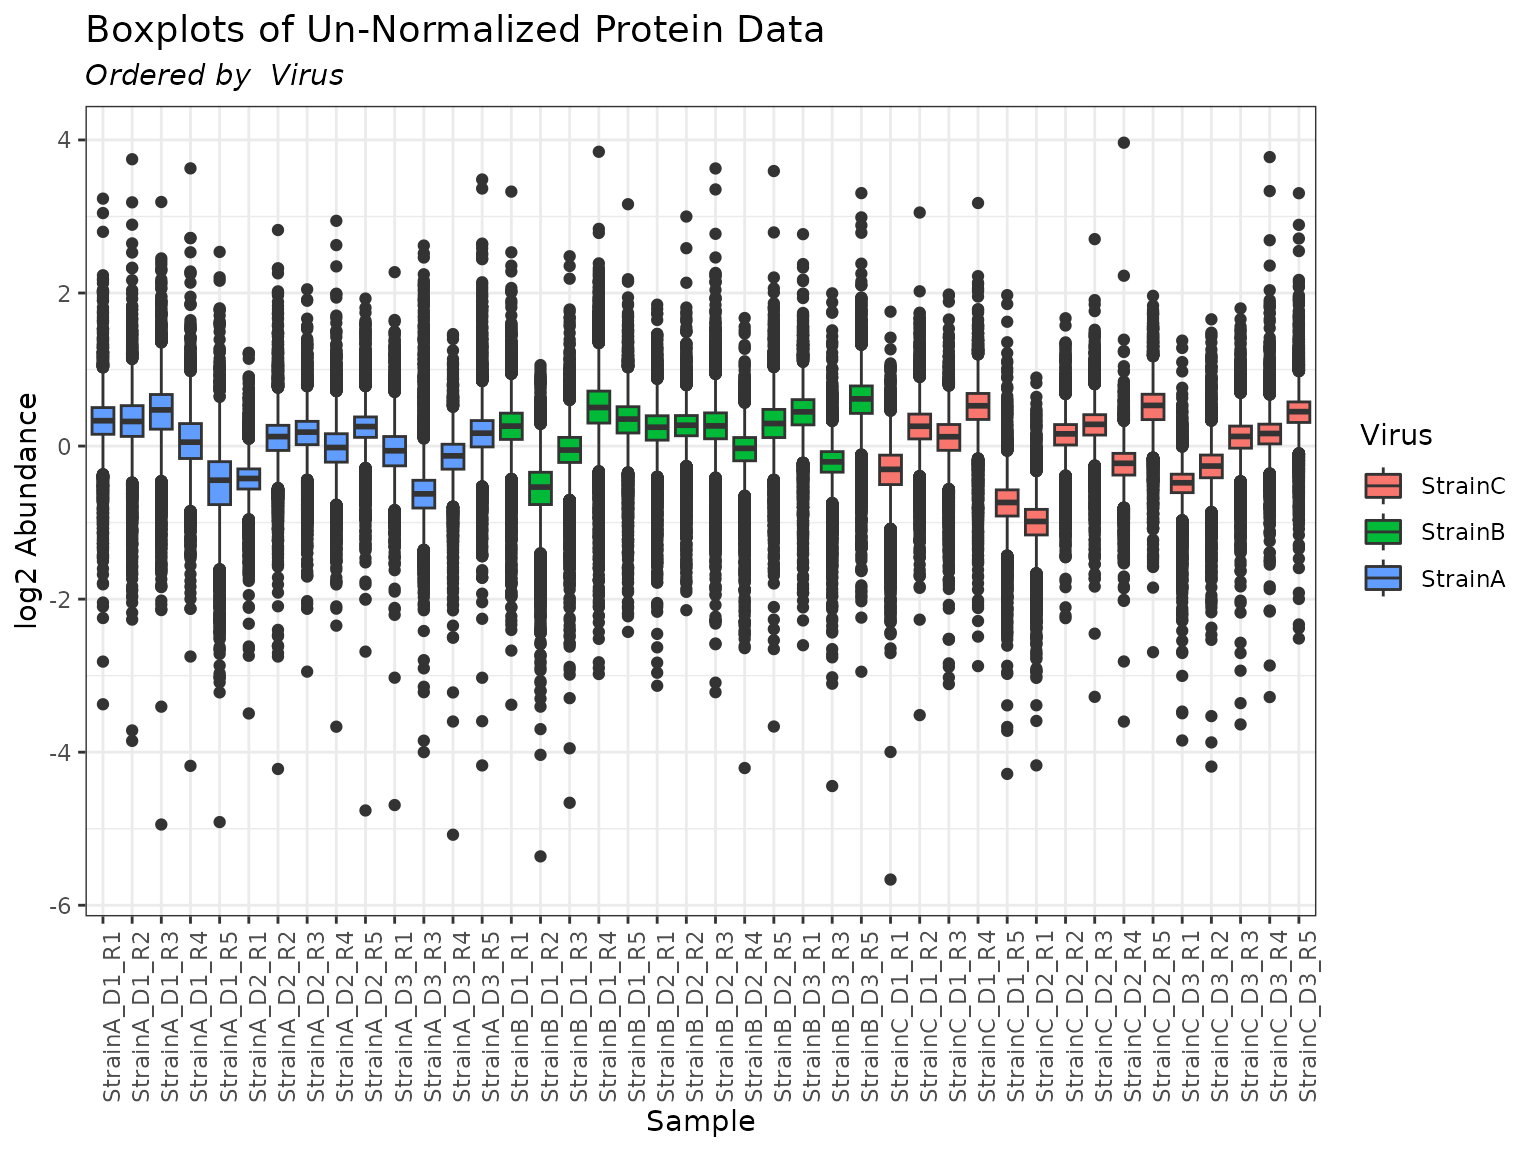 Boxplots of Un-Normalized Protein Data
Ordered by  Virus
log2 Abundance
4
2
0
-2
-4
-6
StrainA_D1_R1
StrainA_D1_R2
StrainA_D1_R3
StrainA_D1_R4
StrainA_D1_R5
StrainA_D2_R1
StrainA_D2_R2
StrainA_D2_R3
StrainA_D2_R4
StrainA_D2_R5
StrainA_D3_R1
StrainA_D3_R3
StrainA_D3_R4
StrainA_D3_R5
StrainB_D1_R1
StrainB_D1_R2
StrainB_D1_R3
StrainB_D1_R4
StrainB_D1_R5
StrainB_D2_R1
StrainB_D2_R2
StrainB_D2_R3
StrainB_D2_R4
StrainB_D2_R5
StrainB_D3_R1
StrainB_D3_R3
StrainB_D3_R5
StrainC_D1_R1
StrainC_D1_R2
StrainC_D1_R3
StrainC_D1_R4
StrainC_D1_R5
StrainC_D2_R1
StrainC_D2_R2
StrainC_D2_R3
StrainC_D2_R4
StrainC_D2_R5
StrainC_D3_R1
StrainC_D3_R2
StrainC_D3_R3
StrainC_D3_R4
StrainC_D3_R5
Sample
Virus
StrainC
StrainB
StrainA